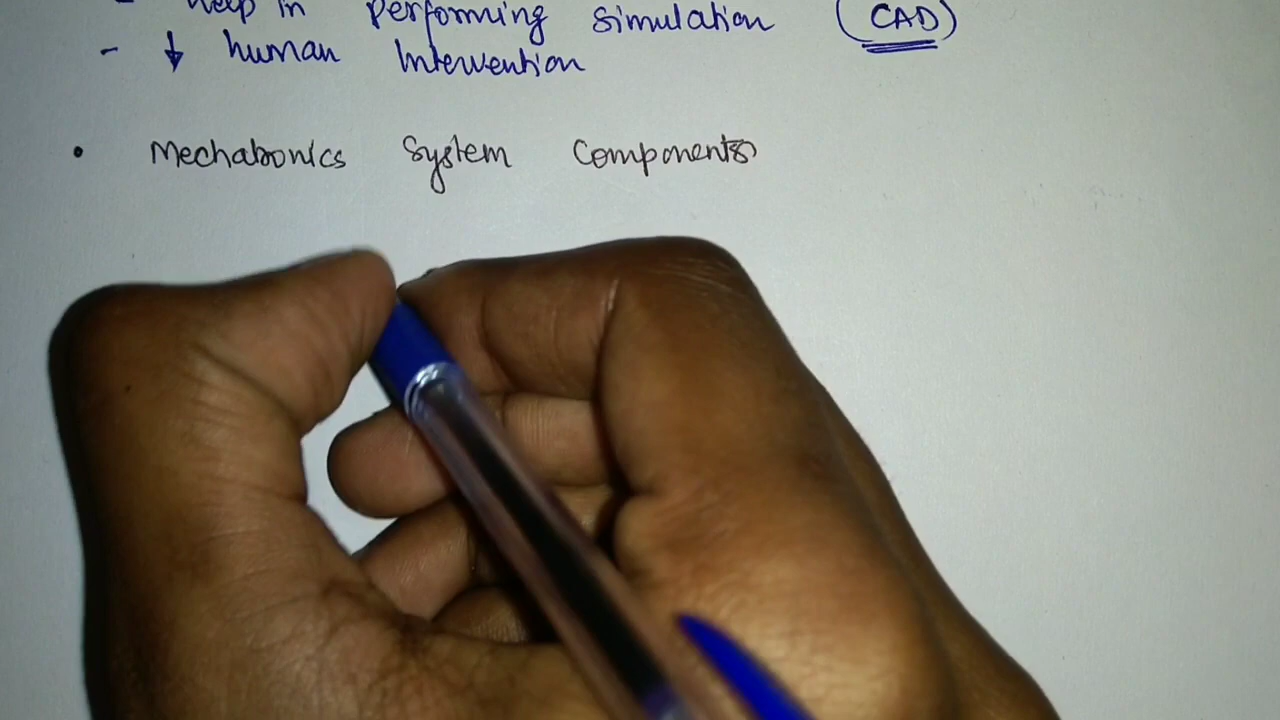 - help in performing simulation (CAD)
- ↓ human Intervention
• Mechatronics System Components